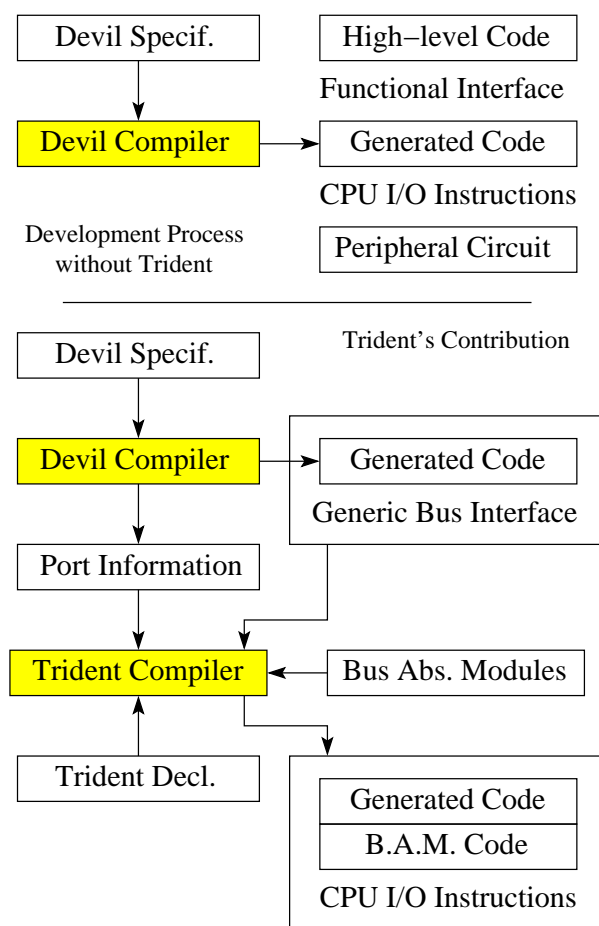 Devil Specif.
High−level Code
Functional Interface
Devil Compiler
Generated Code
CPU I/O Instructions
Development Process
without Trident
Peripheral Circuit
Devil Specif.
Trident's Contribution
Devil Compiler
Generated Code
Generic Bus Interface
Port Information
Trident Compiler
Bus Abs. Modules
Trident Decl.
Generated Code
B.A.M. Code
CPU I/O Instructions